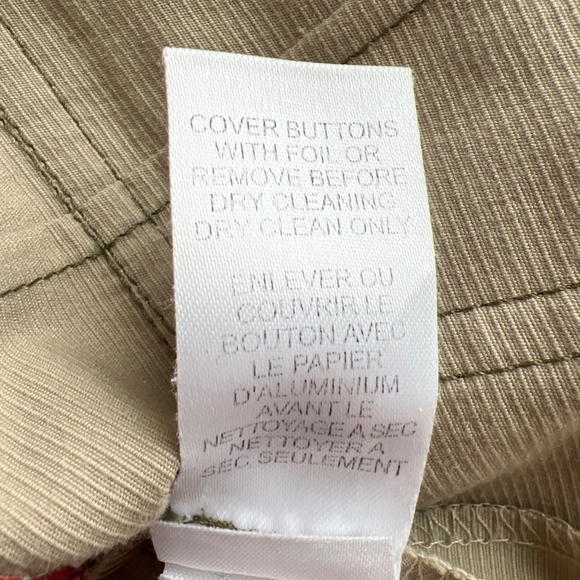 COVER BUTTONS
WITH FOIL OR
REMOVE BEFORE
DRY CLEANING
DRY CLEAN ONLY
ENLEVER OU
COUVRIR LE
BOUTON AVEC
LE PAPIER
D'ALUMINIUM
AVANT LE
NETTOYAGE A SEC
NETTOYER A
SEC SEULEMENT